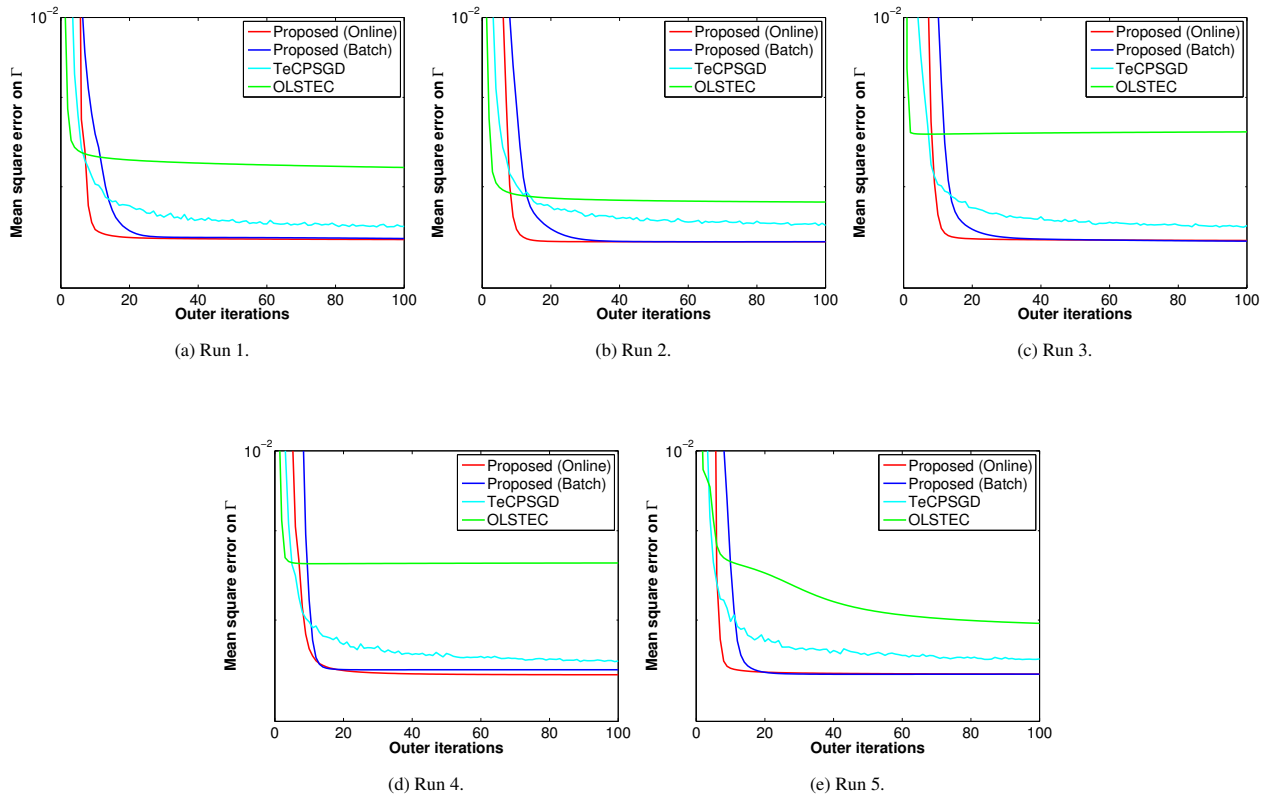 10^-2
Mean square error on Γ
Proposed (Online)
Proposed (Batch)
TeCPSGD
OLSTEC
0 20 40 60 80 100
Outer iterations
(a) Run 1.
10^-2
Mean square error on Γ
Proposed (Online)
Proposed (Batch)
TeCPSGD
OLSTEC
0 20 40 60 80 100
Outer iterations
(b) Run 2.
10^-2
Mean square error on Γ
Proposed (Online)
Proposed (Batch)
TeCPSGD
OLSTEC
0 20 40 60 80 100
Outer iterations
(c) Run 3.
10^-2
Mean square error on Γ
Proposed (Online)
Proposed (Batch)
TeCPSGD
OLSTEC
0 20 40 60 80 100
Outer iterations
(d) Run 4.
10^-2
Mean square error on Γ
Proposed (Online)
Proposed (Batch)
TeCPSGD
OLSTEC
0 20 40 60 80 100
Outer iterations
(e) Run 5.